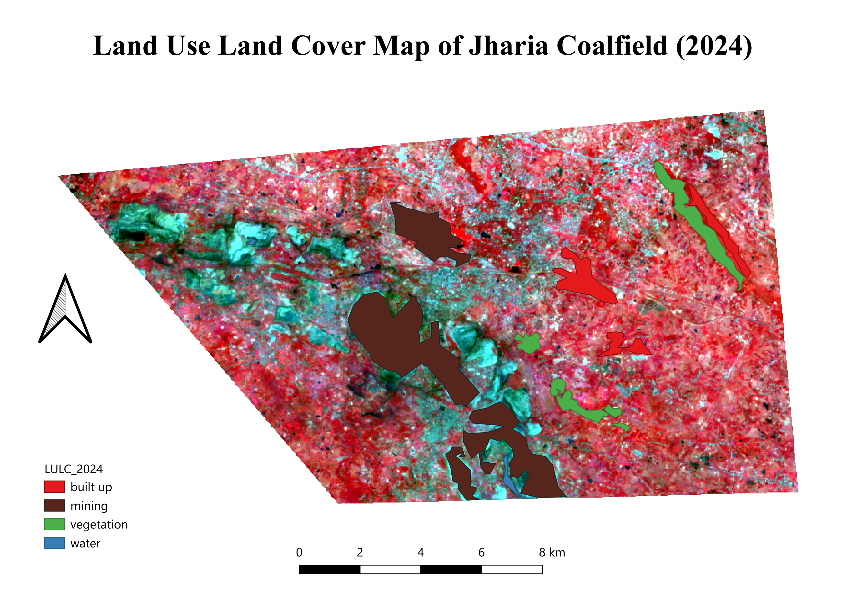 Land Use Land Cover Map of Jharia Coalfield (2024)
LULC_2024
built up
mining
vegetation
water
0 2 4 6 8 km